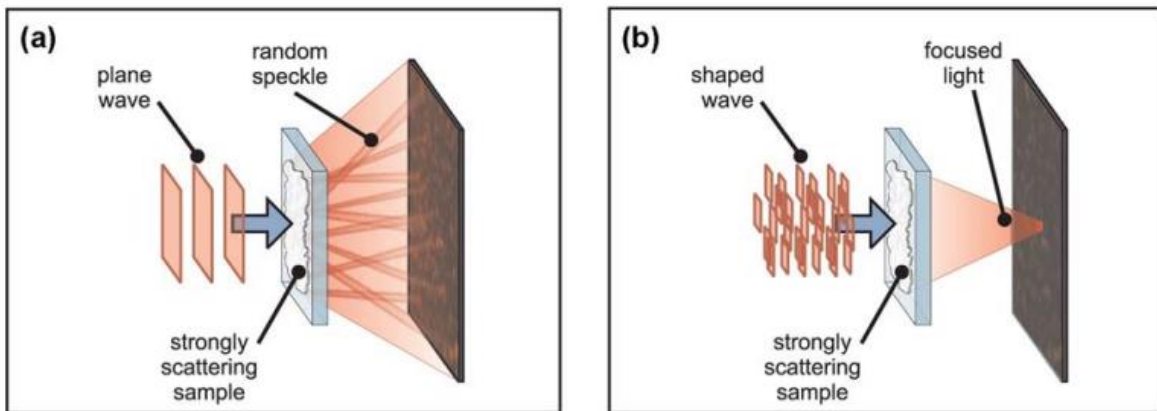 (a)
plane
wave
random
speckle
strongly
scattering
sample
(b)
shaped
wave
focused
light
strongly
scattering
sample